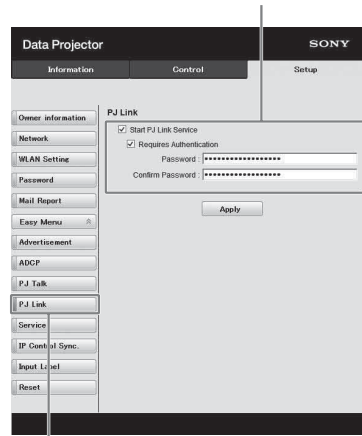 Data Projector
SONY
Information Control Setup
Owner information
Network
WLAN Setting
Password
Mail Report
Easy Menu
Advertisement
ADCP
PJ Talk
PJ Link
Service
IP Control Sync.
Input Label
Reset
PJ Link
Start PJ Link Service
Requires Authentication
Password :
Confirm Password :
Apply